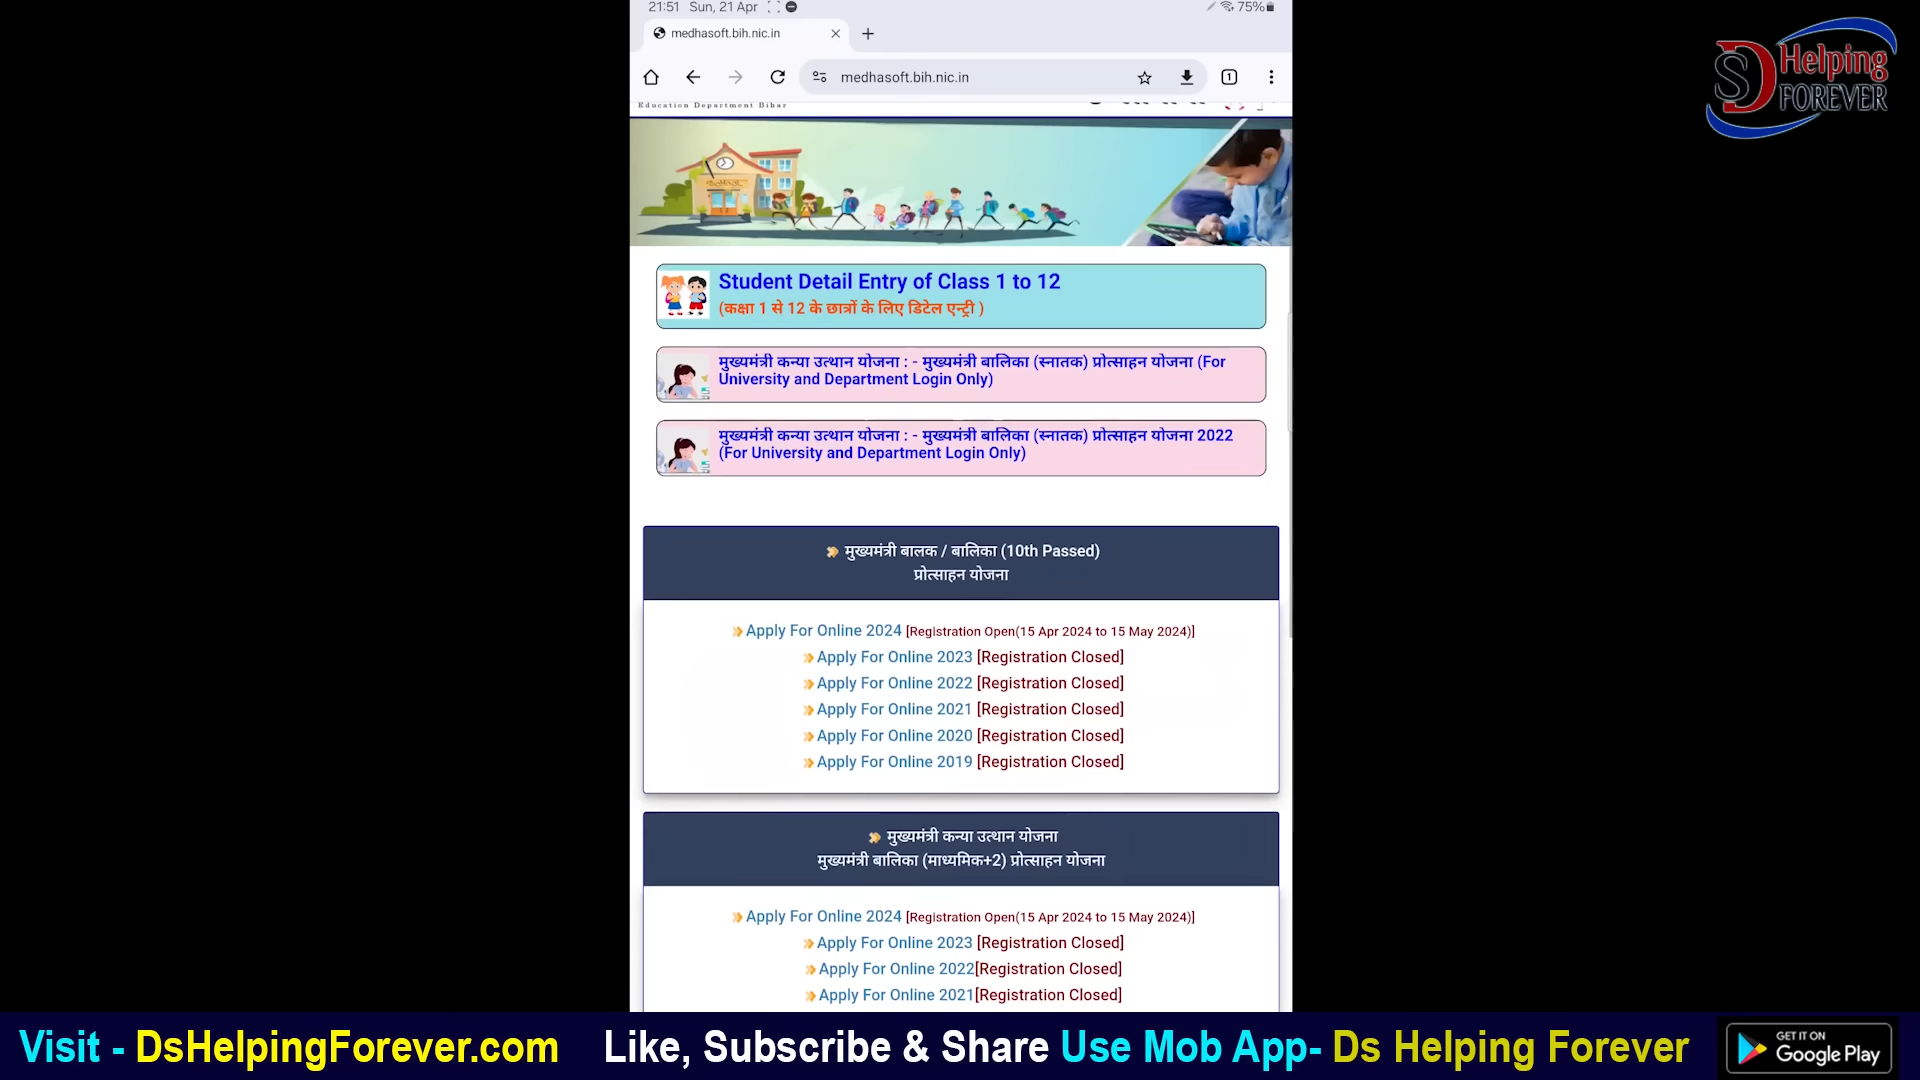 21:51 Sun, 21 Apr
75%
medhasoft.bih.nic.in
medhasoft.bih.nic.in
1
Education Department Bihar
SD Helping
FOREVER
Student Detail Entry of Class 1 to 12
(कक्षा 1 से 12 के छात्रों के लिए डिटेल एन्ट्री )
मुख्यमंत्री कन्या उत्थान योजना : - मुख्यमंत्री बालिका (स्नातक) प्रोत्साहन योजना (For
University and Department Login Only)
मुख्यमंत्री कन्या उत्थान योजना : - मुख्यमंत्री बालिका (स्नातक) प्रोत्साहन योजना 2022
(For University and Department Login Only)
मुख्यमंत्री बालक / बालिका (10th Passed)
प्रोत्साहन योजना
Apply For Online 2024 [Registration Open(15 Apr 2024 to 15 May 2024)]
Apply For Online 2023 [Registration Closed]
Apply For Online 2022 [Registration Closed]
Apply For Online 2021 [Registration Closed]
Apply For Online 2020 [Registration Closed]
Apply For Online 2019 [Registration Closed]
मुख्यमंत्री कन्या उत्थान योजना
मुख्यमंत्री बालिका (माध्यमिक+2) प्रोत्साहन योजना
Apply For Online 2024 [Registration Open(15 Apr 2024 to 15 May 2024)]
Apply For Online 2023 [Registration Closed]
Apply For Online 2022[Registration Closed]
Apply For Online 2021[Registration Closed]
Visit - DsHelpingForever.com Like, Subscribe & Share Use Mob App- Ds Helping Forever
GET IT ON
Google Play